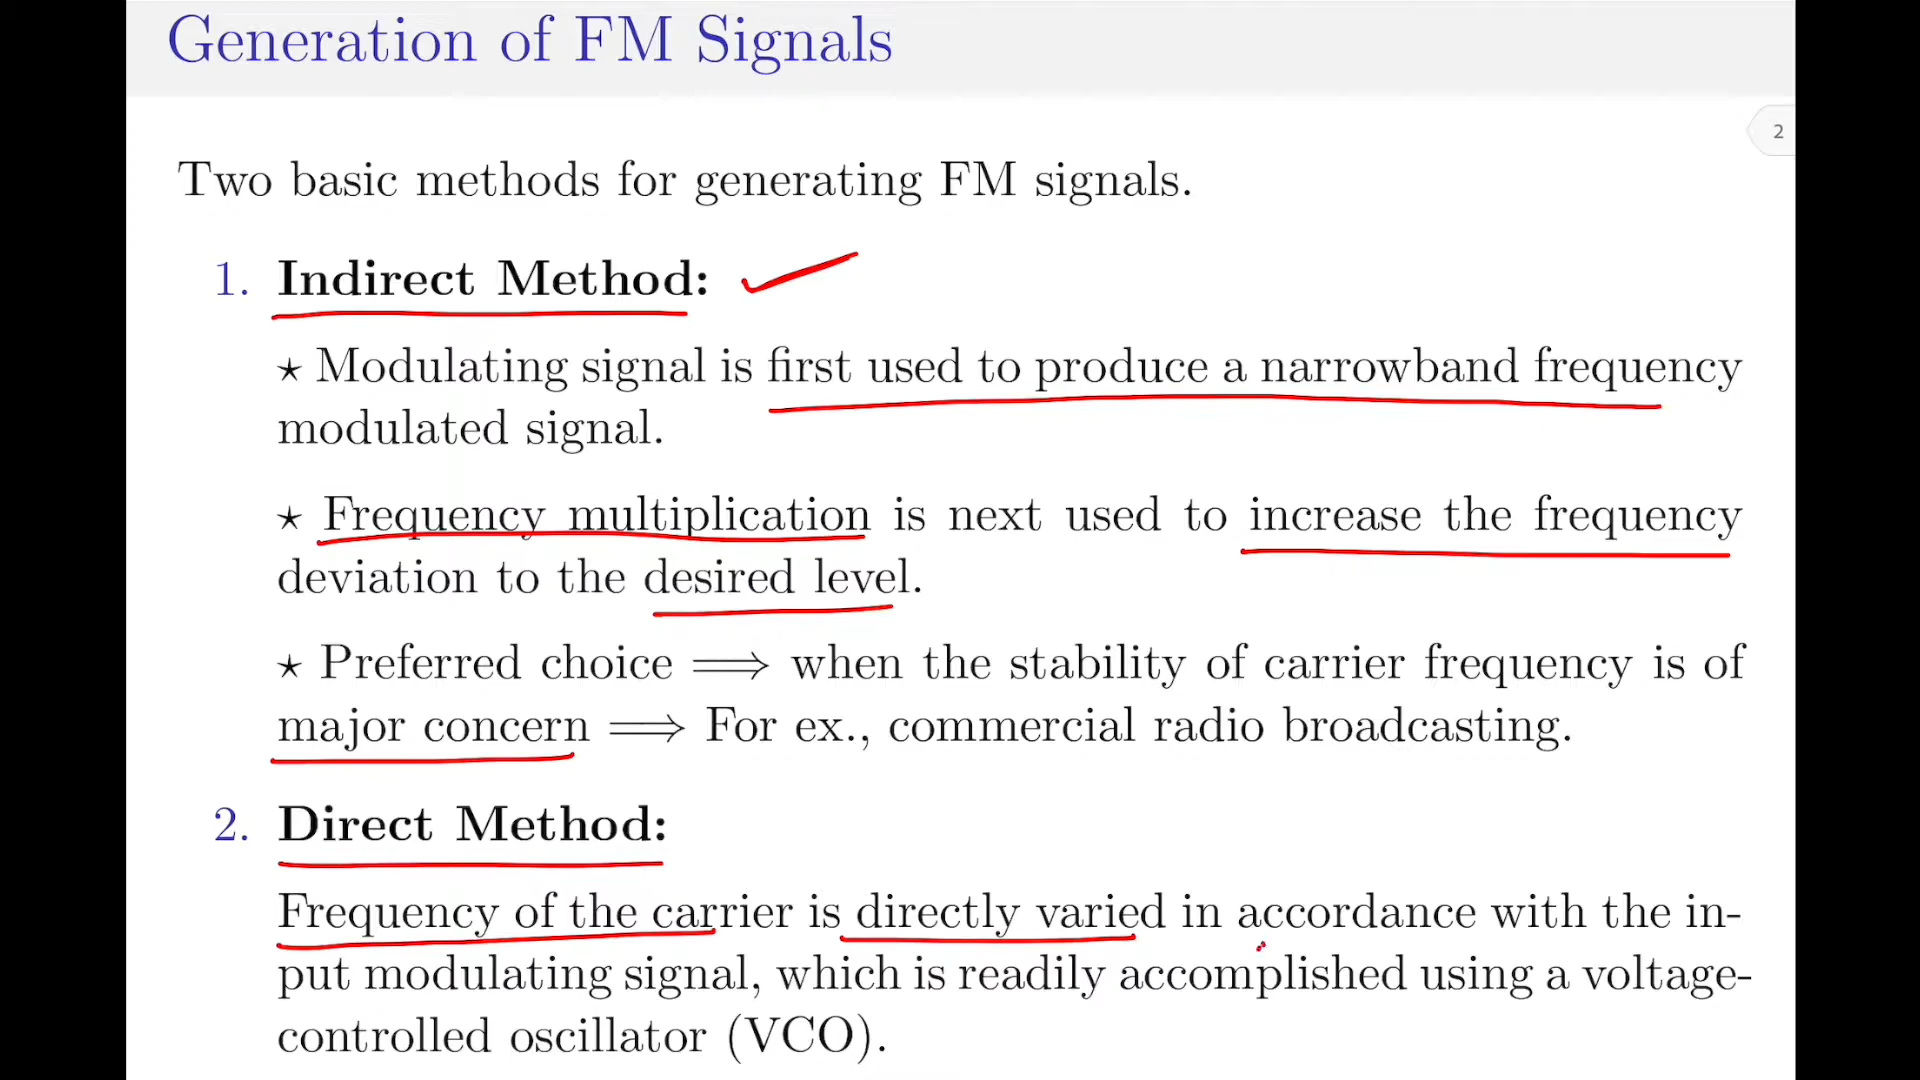 Generation of FM Signals
2
Two basic methods for generating FM signals.
1. Indirect Method:
⋆ Modulating signal is first used to produce a narrowband frequency
modulated signal.
⋆ Frequency multiplication is next used to increase the frequency
deviation to the desired level.
⋆ Preferred choice ⟹ when the stability of carrier frequency is of
major concern ⟹ For ex., commercial radio broadcasting.
2. Direct Method:
Frequency of the carrier is directly varied in accordance with the in-
put modulating signal, which is readily accomplished using a voltage-
controlled oscillator (VCO).